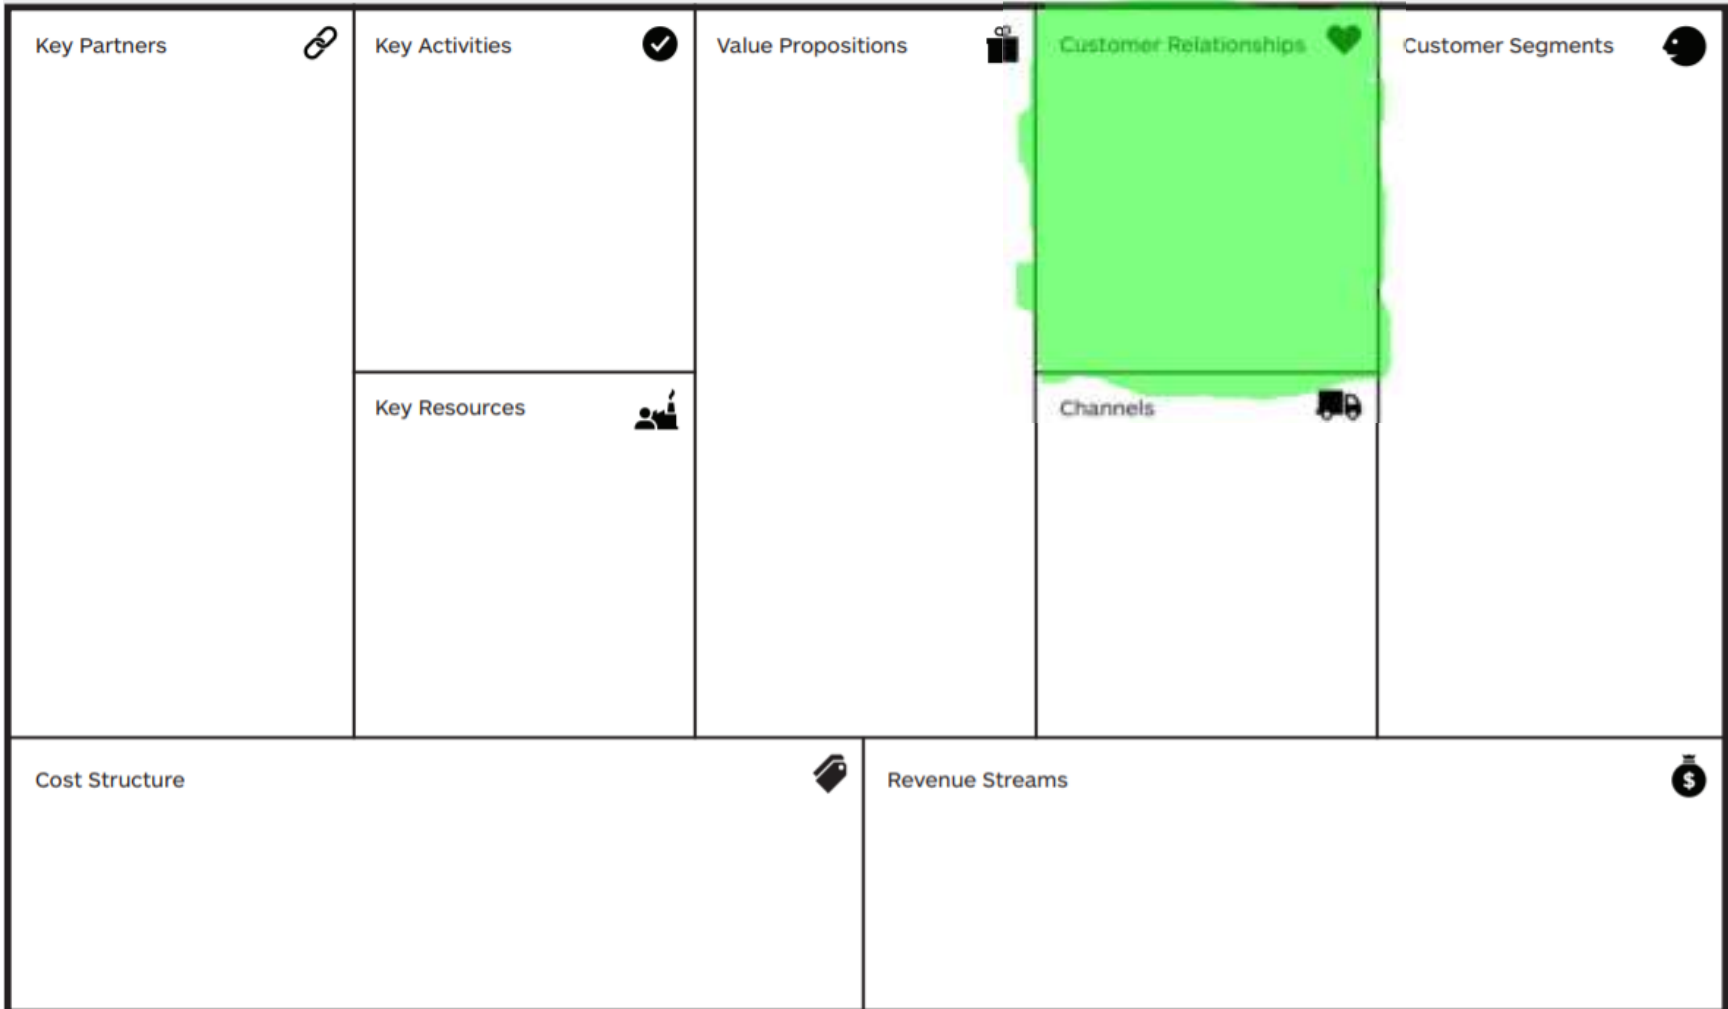 Key Partners
Key Activities
Value Propositions
Customer Relationships
Customer Segments
Key Resources
Channels
Cost Structure
Revenue Streams
$